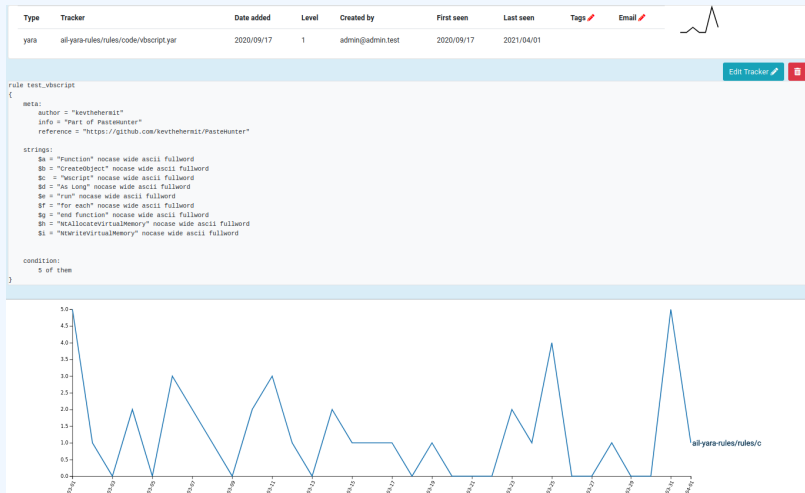 Type Tracker Date added Level Created by First seen Last seen Tags Email
yara ail-yara-rules/rules/code/vbscript.yar 2020/09/17 1 admin@admin.test 2020/09/17 2021/04/01
Edit Tracker
rule test_vbscript
{
meta:
author = "kevthehermit"
info = "Part of PasteHunter"
reference = "https://github.com/kevthehermit/PasteHunter"
strings:
$a = "Function" nocase wide ascii fullword
$b = "CreateObject" nocase wide ascii fullword
$c  = "Wscript" nocase wide ascii fullword
$d = "As Long" nocase wide ascii fullword
$e = "run" nocase wide ascii fullword
$f = "for each" nocase wide ascii fullword
$g = "end function" nocase wide ascii fullword
$h = "NtAllocateVirtualMemory" nocase wide ascii fullword
$i = "NtWriteVirtualMemory" nocase wide ascii fullword
condition:
5 of them
}
5.0
4.5
4.0
3.5
3.0
2.5
2.0
1.5
1.0
0.5
0.0
ail-yara-rules/rules/c